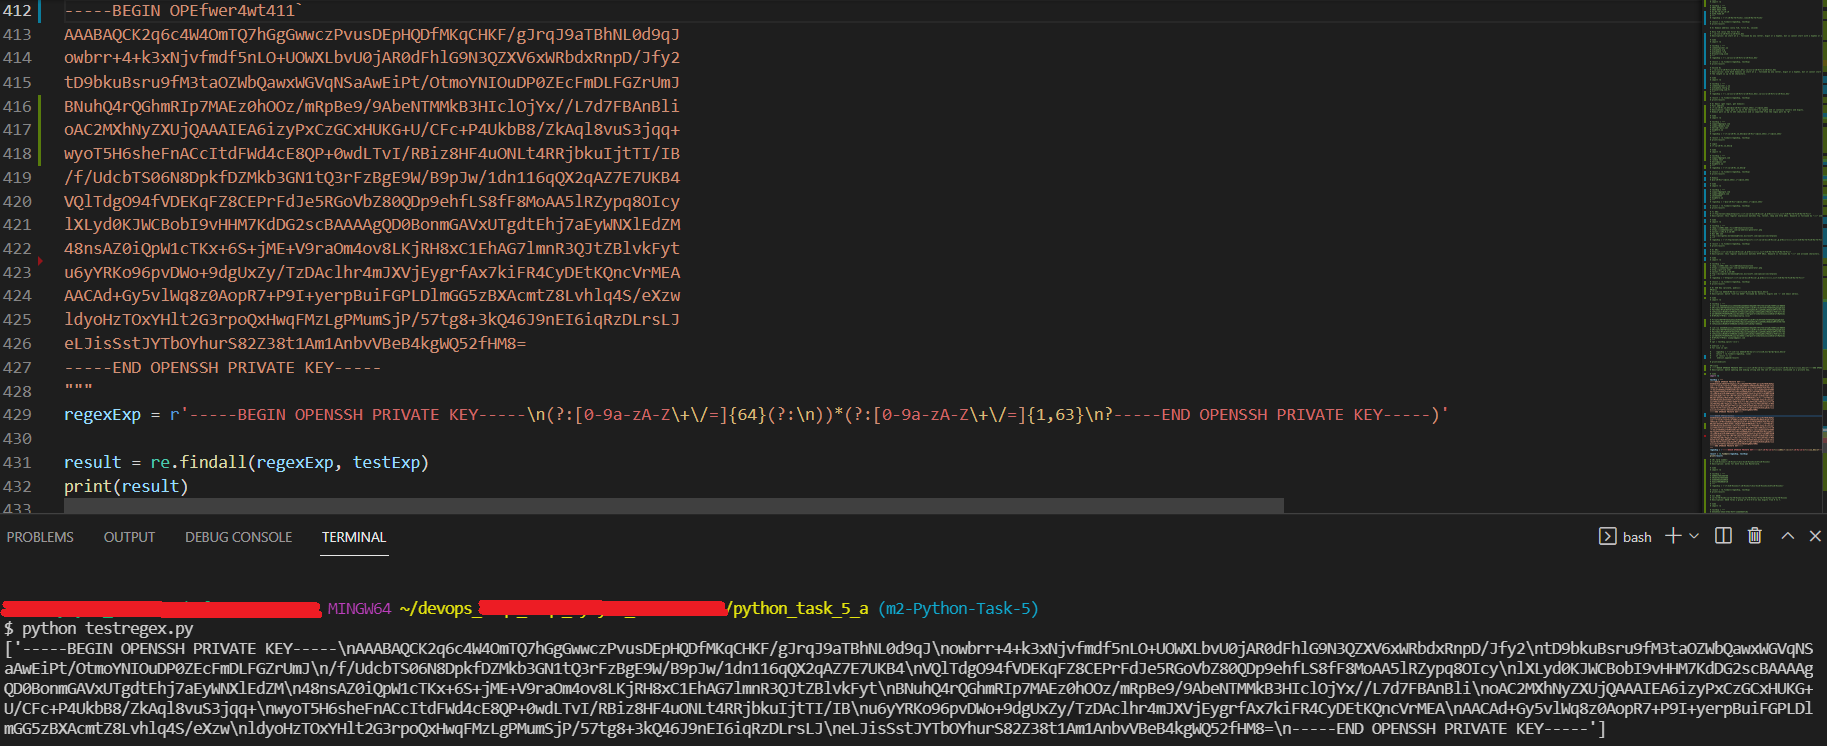 412 -----BEGIN OPEfwer4wt411`
413 AAABAQCK2q6c4W4OmTQ7hGgGwwczPvusDEpHQDfMKqCHKF/gJrqJ9aTBhNL0d9qJ
414 owbrr+4+k3xNjvfmdf5nLO+UOWXLbvU0jAR0dFhlG9N3QZXV6xWRbdxRnpD/Jfy2
415 tD9bkuBsru9fM3taOZWbQawxWGVqNSaAwEiPt/OtmoYNIOuDP0ZEcFmDLFGZrUmJ
416 BNuhQ4rQGhmRIp7MAEz0hOOz/mRpBe9/9AbeNTMMkB3HIclOjYx//L7d7FBAnBli
417 oAC2MXhNyZXUjQAAAIEA6izyPxCzGCxHUKG+U/CFc+P4UkbB8/ZkAql8vuS3jqq+
418 wyoT5H6sheFnACcItdFWd4cE8QP+0wdLTvI/RBiz8HF4uONLt4RRjbkuIjtTI/IB
419 /f/UdcbTS06N8DpkfDZMkb3GN1tQ3rFzBgE9W/B9pJw/1dn116qQX2qAZ7E7UKB4
420 VQlTdgO94fVDEKqFZ8CEPrFdJe5RGoVbZ80QDp9ehfLS8fF8MoAA5lRZypq8OIcy
421 lXLyd0KJWCBobI9vHHM7KdDG2scBAAAAgQD0BonmGAVxUTgdtEhj7aEyWNXlEdZM
422 48nsAZ0iQpW1cTKx+6S+jME+V9raOm4ov8LKjRH8xC1EhAG7lmnR3QJtZBlvkFyt
423 u6yYRKo96pvDWo+9dgUxZy/TzDAclhr4mJXVjEygrfAx7kiFR4CyDEtKQncVrMEA
424 AACAd+Gy5vlWq8z0AopR7+P9I+yerpBuiFGPLDlmGG5zBXAcmtZ8Lvhlq4S/eXzw
425 ldyoHzTOxYHlt2G3rpoQxHwqFMzLgPMumSjP/57tg8+3kQ46J9nEI6iqRzDLrsLJ
426 eLJisSstJYTbOYhurS82Z38t1Am1AnbvVBeB4kgWQ52fHM8=
427 -----END OPENSSH PRIVATE KEY-----
428 """
429 regexExp = r'-----BEGIN OPENSSH PRIVATE KEY-----\n(?:[0-9a-zA-Z\+\/=]{64}(?:\n))*(?:[0-9a-zA-Z\+\/=]{1,63}\n?-----END OPENSSH PRIVATE KEY-----)'
430
431 result = re.findall(regexExp, testExp)
432 print(result)
433
PROBLEMS OUTPUT DEBUG CONSOLE TERMINAL bash
MINGW64 ~/devops_ /python_task_5_a (m2-Python-Task-5)
$ python testregex.py
['-----BEGIN OPENSSH PRIVATE KEY-----\nAAABAQCK2q6c4W4OmTQ7hGgGwwczPvusDEpHQDfMKqCHKF/gJrqJ9aTBhNL0d9qJ\nowbrr+4+k3xNjvfmdf5nLO+UOWXLbvU0jAR0dFhlG9N3QZXV6xWRbdxRnpD/Jfy2\ntD9bkuBsru9fM3taOZWbQawxWGVqNS
aAwEiPt/OtmoYNIOuDP0ZEcFmDLFGZrUmJ\n/f/UdcbTS06N8DpkfDZMkb3GN1tQ3rFzBgE9W/B9pJw/1dn116qQX2qAZ7E7UKB4\nVQlTdgO94fVDEKqFZ8CEPrFdJe5RGoVbZ80QDp9ehfLS8fF8MoAA5lRZypq8OIcy\nlXLyd0KJWCBobI9vHHM7KdDG2scBAAAAg
QD0BonmGAVxUTgdtEhj7aEyWNXlEdZM\n48nsAZ0iQpW1cTKx+6S+jME+V9raOm4ov8LKjRH8xC1EhAG7lmnR3QJtZBlvkFyt\nBNuhQ4rQGhmRIp7MAEz0hOOz/mRpBe9/9AbeNTMMkB3HIclOjYx//L7d7FBAnBli\noAC2MXhNyZXUjQAAAIEA6izyPxCzGCxHUKG+
U/CFc+P4UkbB8/ZkAql8vuS3jqq+\nwyoT5H6sheFnACcItdFWd4cE8QP+0wdLTvI/RBiz8HF4uONLt4RRjbkuIjtTI/IB\nu6yYRKo96pvDWo+9dgUxZy/TzDAclhr4mJXVjEygrfAx7kiFR4CyDEtKQncVrMEA\nAACAd+Gy5vlWq8z0AopR7+P9I+yerpBuiFGPLDl
mGG5zBXAcmtZ8Lvhlq4S/eXzw\nldyoHzTOxYHlt2G3rpoQxHwqFMzLgPMumSjP/57tg8+3kQ46J9nEI6iqRzDLrsLJ\neLJisSstJYTbOYhurS82Z38t1Am1AnbvVBeB4kgWQ52fHM8=\n-----END OPENSSH PRIVATE KEY-----']